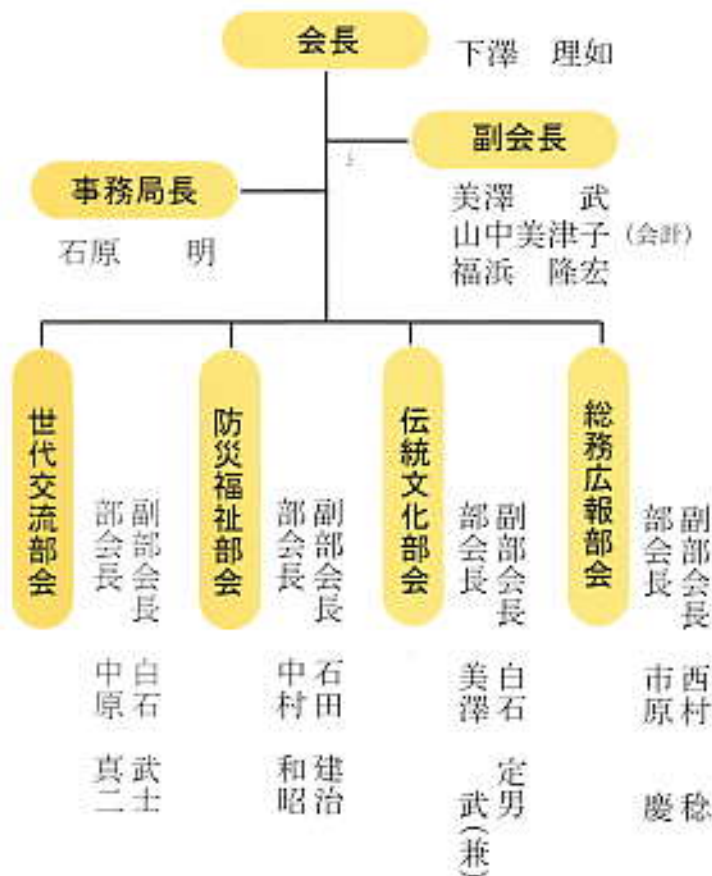 会長
下澤 理如
副会長
美澤 武
山中美津子(会計)
福浜 隆宏
事務局長
石原 明
総務広報部会
副部会長 西村 稔
部会長 市原 慶
伝統文化部会
副部会長 白石 定男
部会長 美澤 武(兼)
防災福祉部会
副部会長 石田 建治
部会長 中村 和昭
世代交流部会
副部会長 白石 武士
部会長 中原 真二